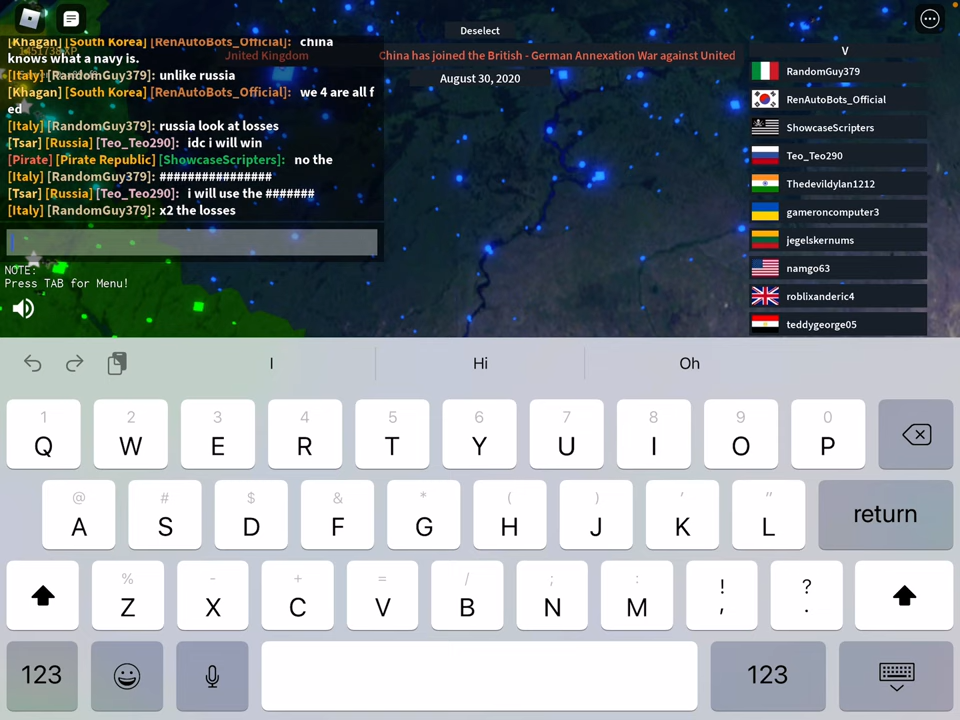 Deselect
[Khagan] [South Korea] [RenAutoBots_Official]: china
knows what a navy is.
United Kingdom
China has joined the British - German Annexation War against United
[Italy] [RandomGuy379]: unlike russia
August 30, 2020
[Khagan] [South Korea] [RenAutoBots_Official]: we 4 are all f
ed
[Italy] [RandomGuy379]: russia look at losses
[Tsar] [Russia] [Teo_Teo290]: idc i will win
[Pirate] [Pirate Republic] [ShowcaseScripters]: no the
[Italy] [RandomGuy379]: ################
[Tsar] [Russia] [Teo_Teo290]: i will use the #######
[Italy] [RandomGuy379]: x2 the losses
NOTE:
Press TAB for Menu!
V
RandomGuy379
RenAutoBots_Official
ShowcaseScripters
Teo_Teo290
Thedevildylan1212
gameroncomputer3
jegelskernums
namgo63
roblixanderic4
teddygeorge05
I Hi Oh
1 2 3 4 5 6 7 8 9 0
Q W E R T Y U I O P
@ # $ & * ( ) ' "
A S D F G H J K L return
% - + = / ; : ! ?
Z X C V B N M , .
123 123